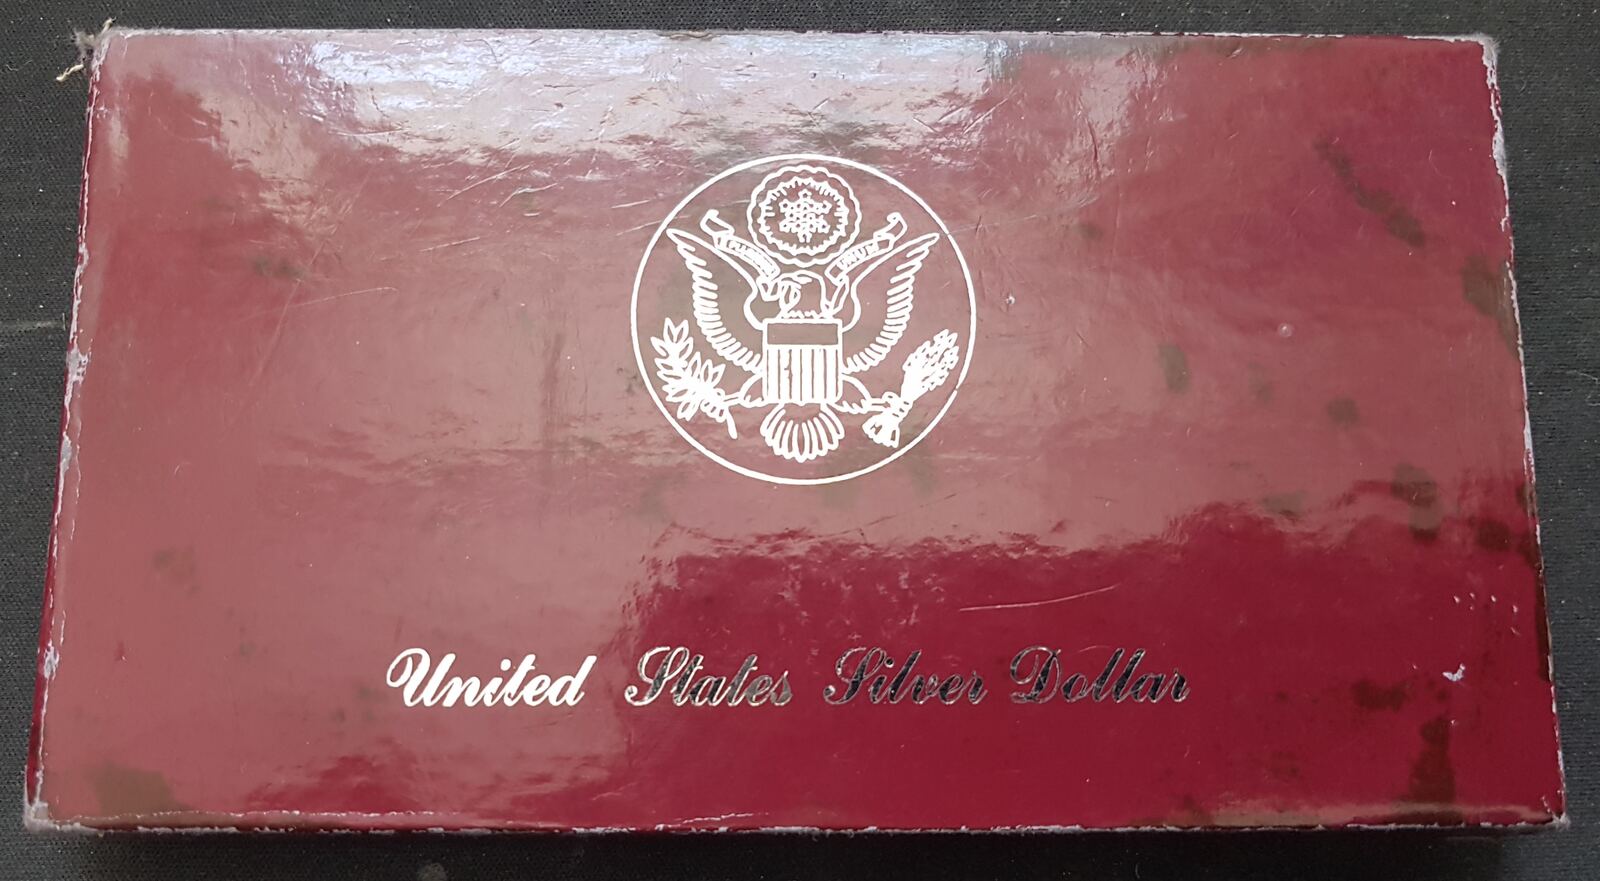 United States Silver Dollar